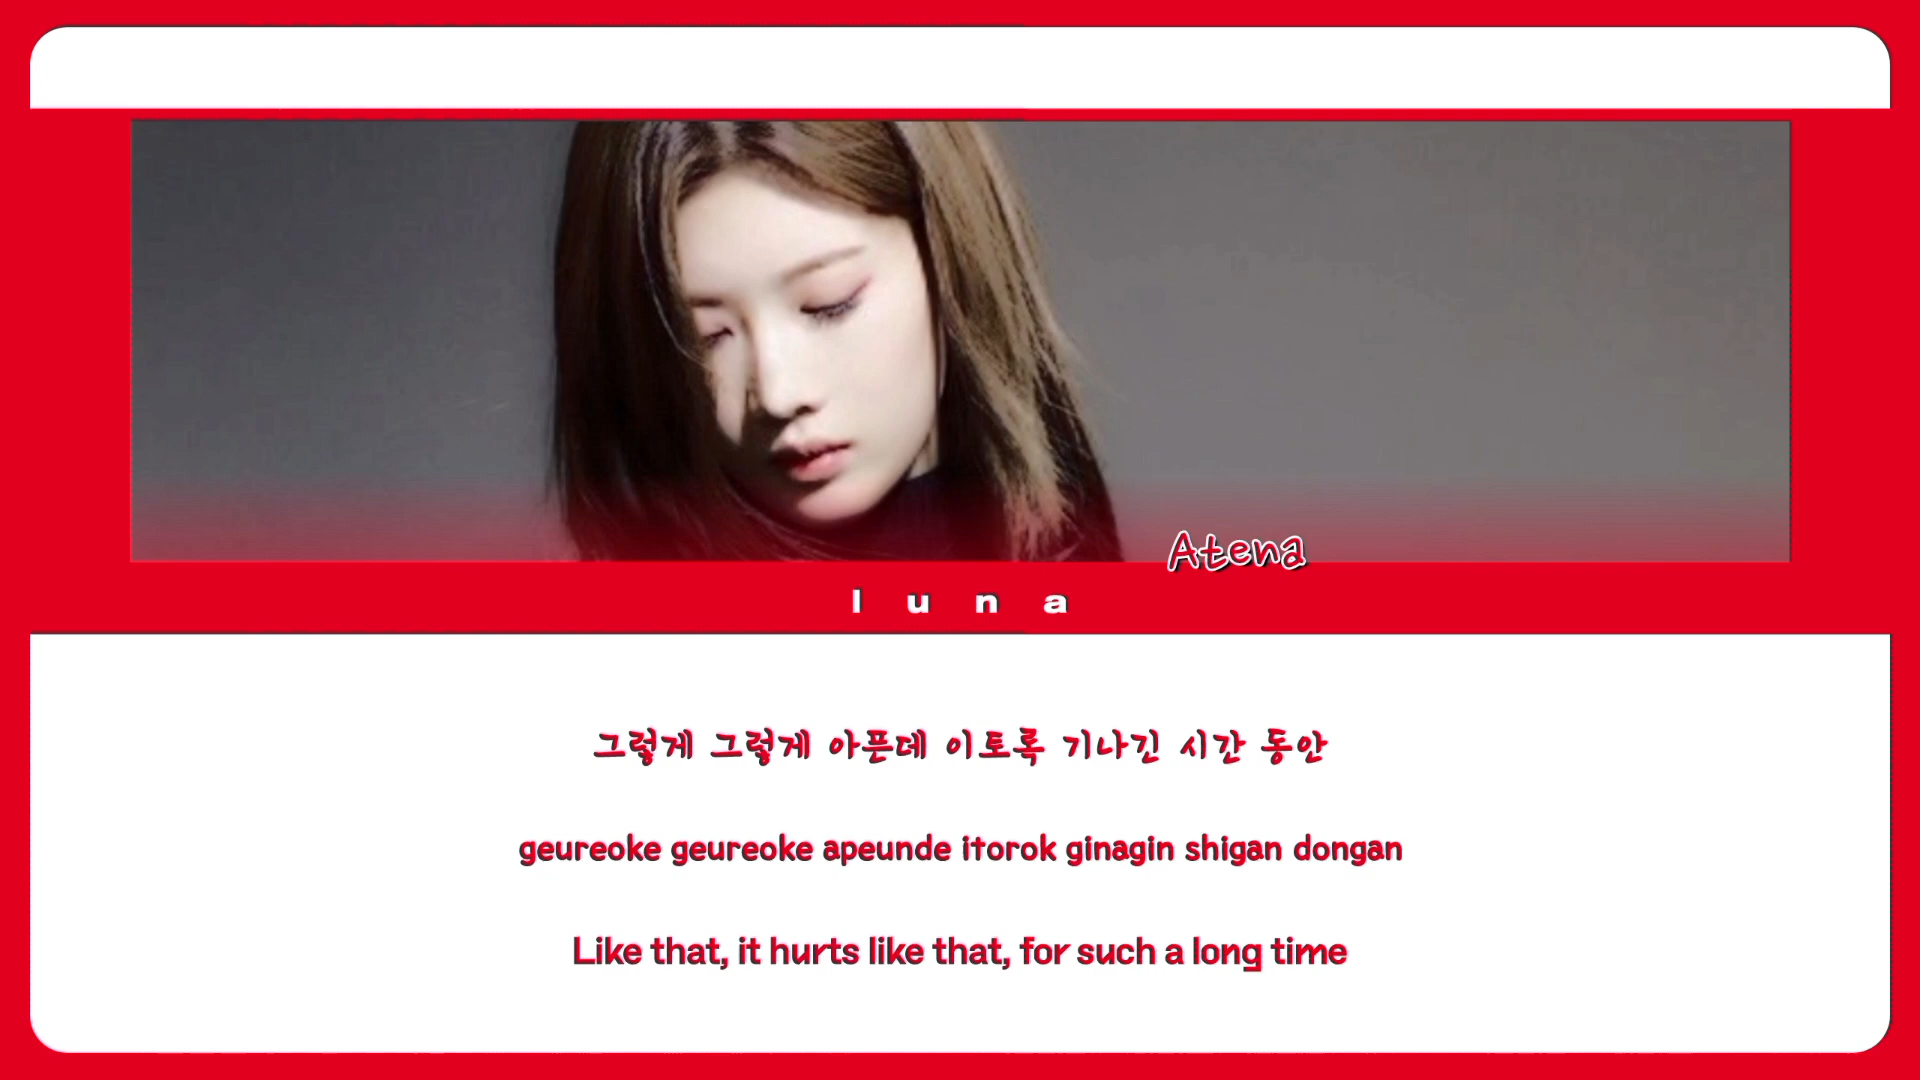 Atena
luna
그렇게 그렇게 아픈데 이토록 기나긴 시간 동안
geureoke geureoke apeunde itorok ginagin shigan dongan
Like that, it hurts like that, for such a long time